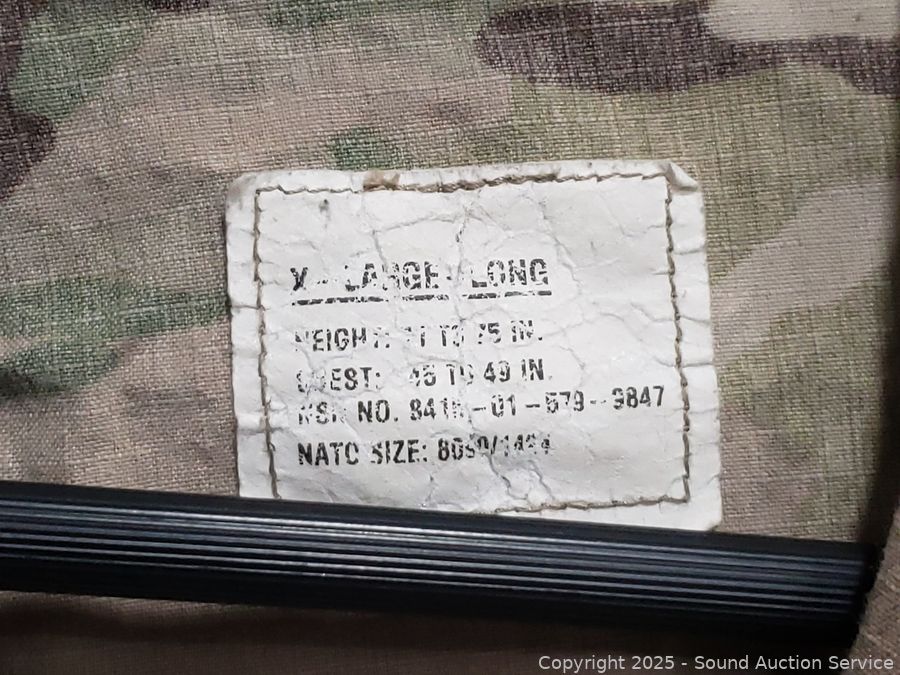 X-LARGE-LONG
HEIGHT: 71 TO 75 IN.
CHEST: 45 TO 49 IN.
NSN NO. 8415-01-579-9847
NATO SIZE:
Copyright © 2025 - Sound Auction Service